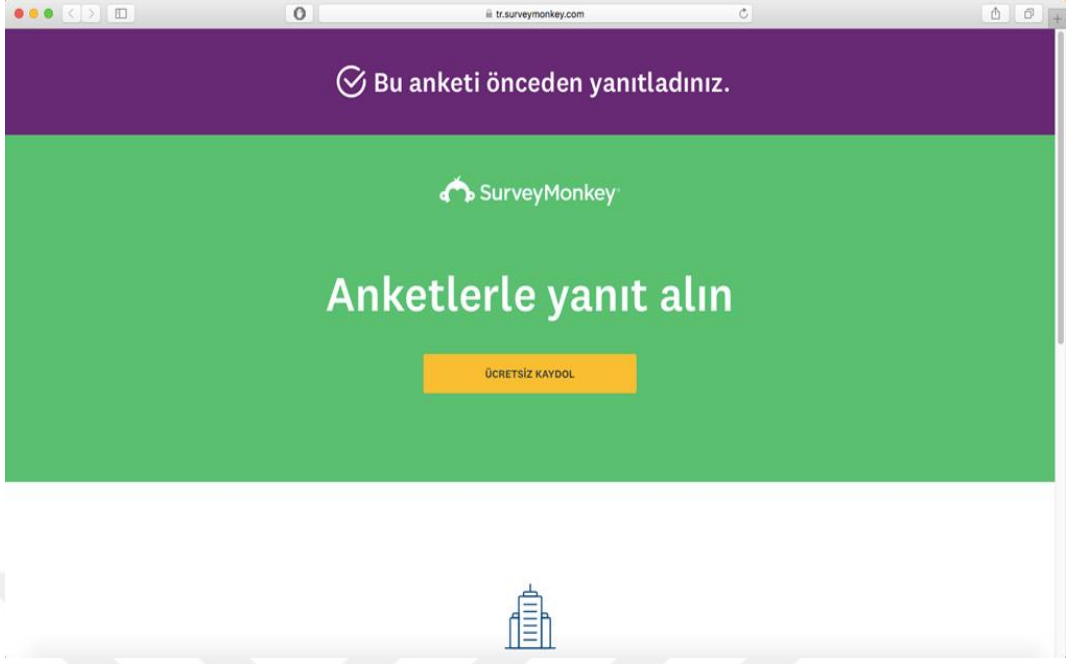 tr.surveymonkey.com
Bu anketi önceden yanıtladınız.
SurveyMonkey
Anketlerle yanıt alın
ÜCRETSİZ KAYDOL